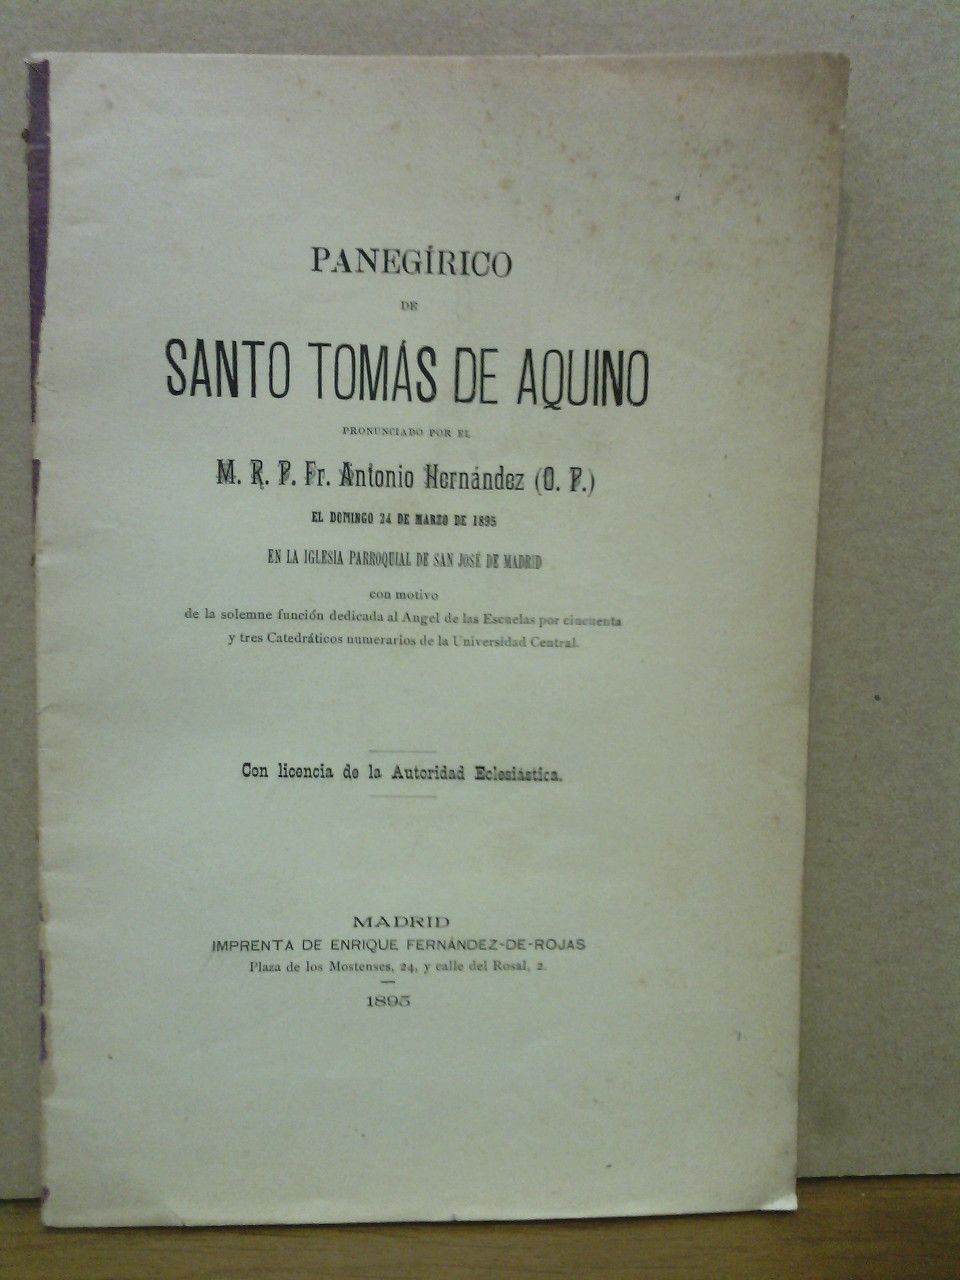 PANEGÍRICO
DE
SANTO TOMÁS DE AQUINO
PRONUNCIADO POR EL
M. R. P. Fr. Antonio Hernández (O. P.)
EL DOMINGO 24 DE MARZO DE 1895
EN LA IGLESIA PARROQUIAL DE SAN JOSÉ DE MADRID
con motivo
de la solemne función dedicada al Angel de las Escuelas por cincuenta
y tres Catedráticos numerarios de la Universidad Central.
Con licencia de la Autoridad Eclesiástica.
MADRID
IMPRENTA DE ENRIQUE FERNÁNDEZ-DE-ROJAS
Plaza de los Mostenses, 24, y calle del Rosal, 2.
1895